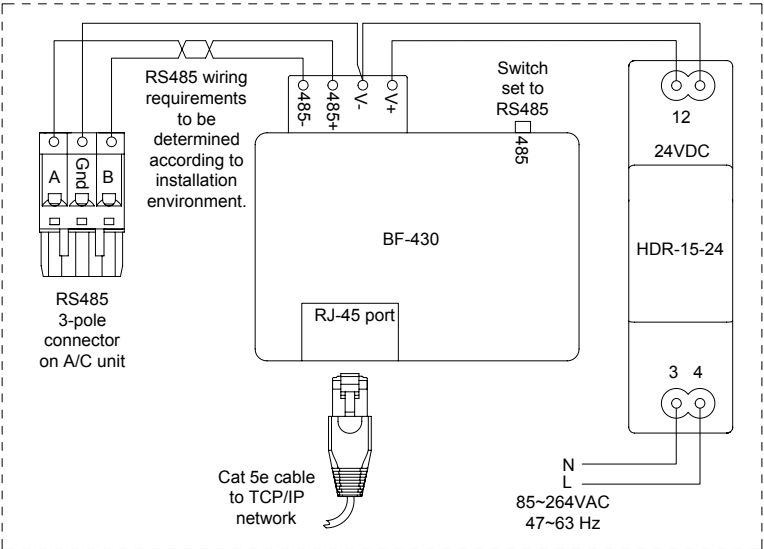 RS485 wiring
requirements
to be
determined
according to
installation
environment.
485-
485+
V-
V+
Switch
set to
RS485
485
12
24VDC
A
Gnd
B
BF-430
HDR-15-24
RS485
3-pole
connector
on A/C unit
RJ-45 port
3 4
Cat 5e cable
to TCP/IP
network
N
L
85~264VAC
47~63 Hz